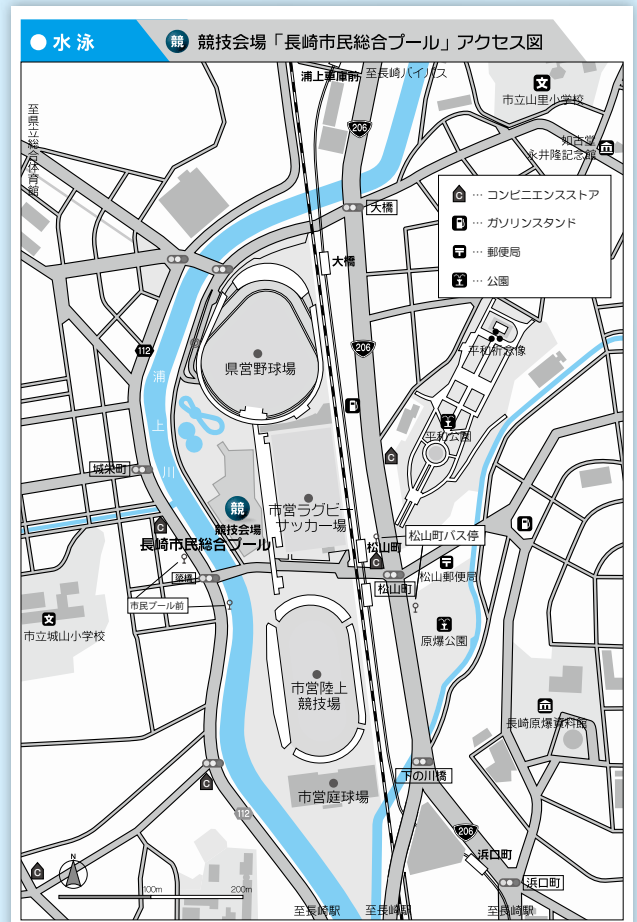 水泳
競 競技会場「長崎市民総合プール」アクセス図
浦上車庫前
至長崎バイパス
至県立総合体育館
文
市立山里小学校
206
如古堂
永井隆記念館
C … コンビニエンスストア
… ガソリンスタンド
… 郵便局
… 公園
大橋
大橋
112
県営野球場
206
平和祈念像
浦上川
平和公園
C
城栄町
競
競技会場
長崎市民総合プール
市営ラグビー
サッカー場
松山町バス停
松山町
C
C
松山郵便局
梁橋
松山町
市民プール前
文
市立城山小学校
原爆公園
市営陸上
競技場
長崎原爆資料館
下の川橋
C
市営庭球場
112
206
浜口町
浜口町
C
N
100m
200m
至長崎駅
至長崎駅
至長崎駅